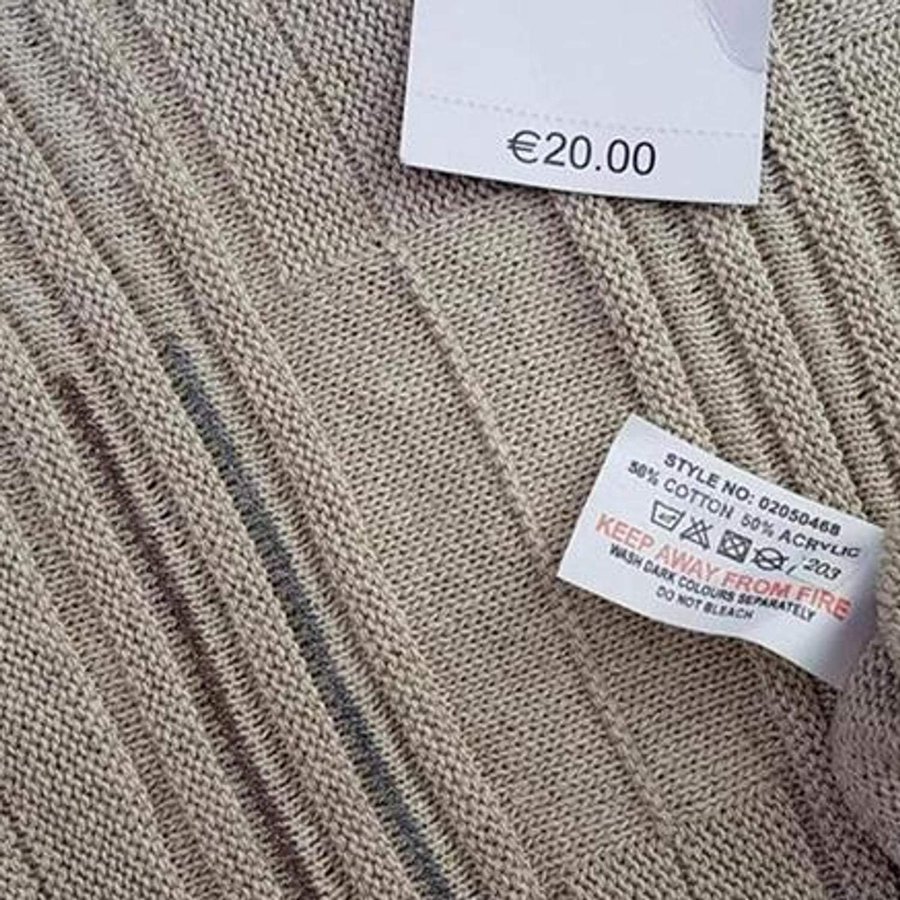 €20.00
STYLE NO: 02050468
50% COTTON 50% ACRYLIC
203
KEEP AWAY FROM FIRE
WASH DARK COLOURS SEPARATELY
DO NOT BLEACH